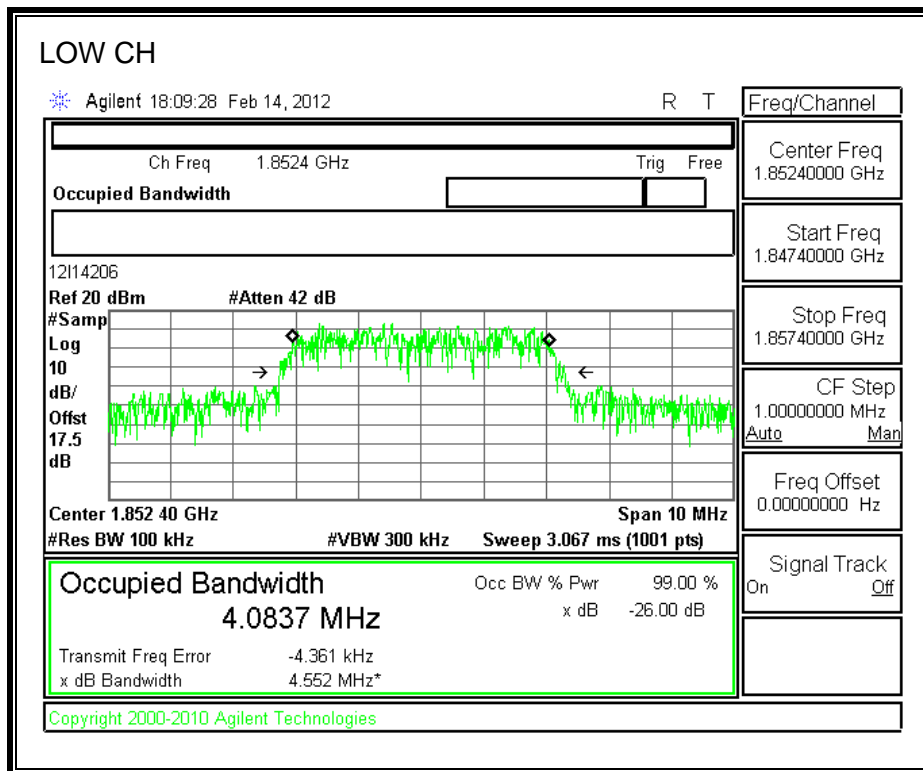 LOW CH
Agilent 18:09:28 Feb 14, 2012 R T
Freq/Channel
Ch Freq 1.8524 GHz Trig Free
Occupied Bandwidth
Center Freq
1.85240000 GHz
Start Freq
1.84740000 GHz
12I14206
Ref 20 dBm #Atten 42 dB
#Samp
Log
10
dB/
Offst
17.5
dB
Stop Freq
1.85740000 GHz
CF Step
1.00000000 MHz
Auto Man
Freq Offset
0.00000000 Hz
Center 1.852 40 GHz Span 10 MHz
#Res BW 100 kHz #VBW 300 kHz Sweep 3.067 ms (1001 pts)
Signal Track
On Off
Occupied Bandwidth
4.0837 MHz
Occ BW % Pwr 99.00 %
x dB -26.00 dB
Transmit Freq Error -4.361 kHz
x dB Bandwidth 4.552 MHz*
Copyright 2000-2010 Agilent Technologies